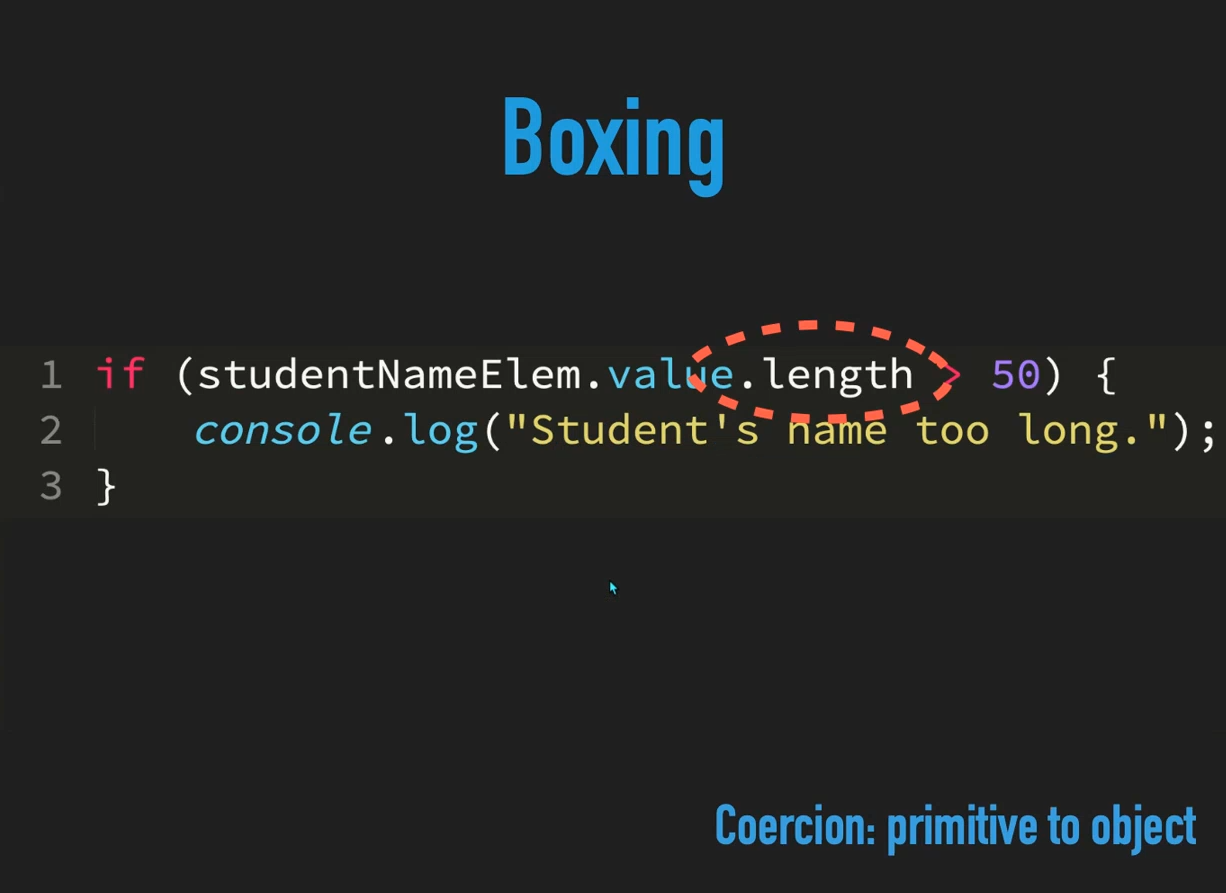 Boxing
1 if (studentNameElem.value.length > 50) {
2 console.log("Student's name too long.");
3 }
Coercion: primitive to object